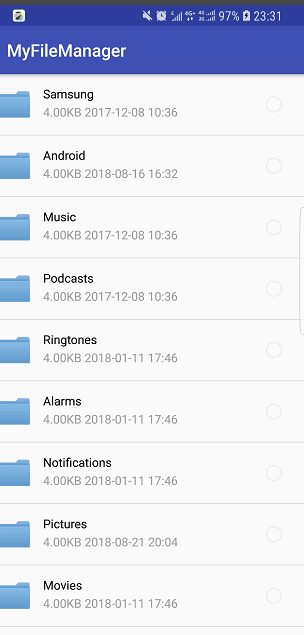 97% 23:31
MyFileManager
Samsung
4.00KB 2017-12-08 10:36
Android
4.00KB 2018-08-16 16:32
Music
4.00KB 2017-12-08 10:36
Podcasts
4.00KB 2017-12-08 10:36
Ringtones
4.00KB 2018-01-11 17:46
Alarms
4.00KB 2018-01-11 17:46
Notifications
4.00KB 2018-01-11 17:46
Pictures
4.00KB 2018-08-21 20:04
Movies
4.00KB 2018-01-11 17:46